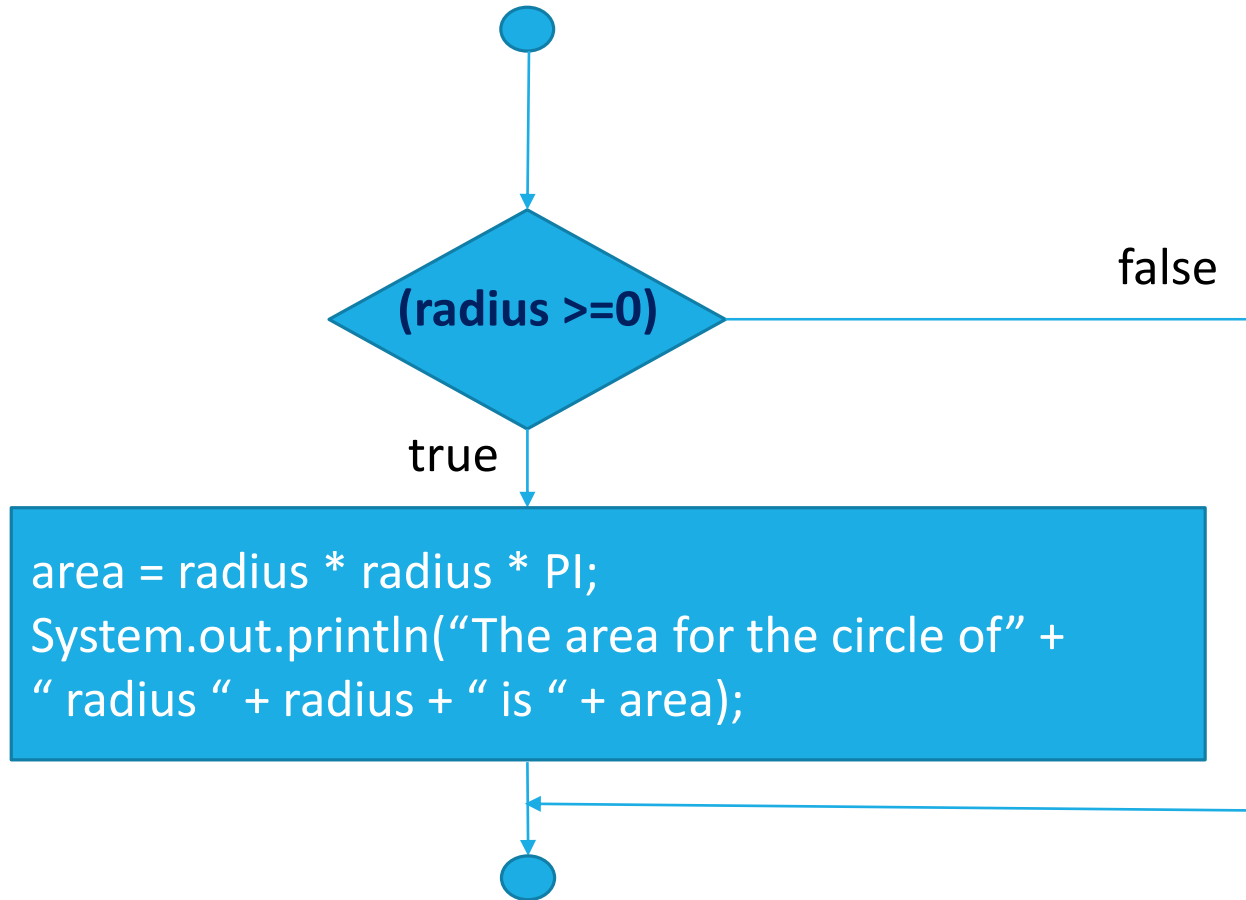 (radius >=0)
false
true
area = radius * radius * PI;
System.out.println(“The area for the circle of” +
“ radius “ + radius + “ is “ + area);